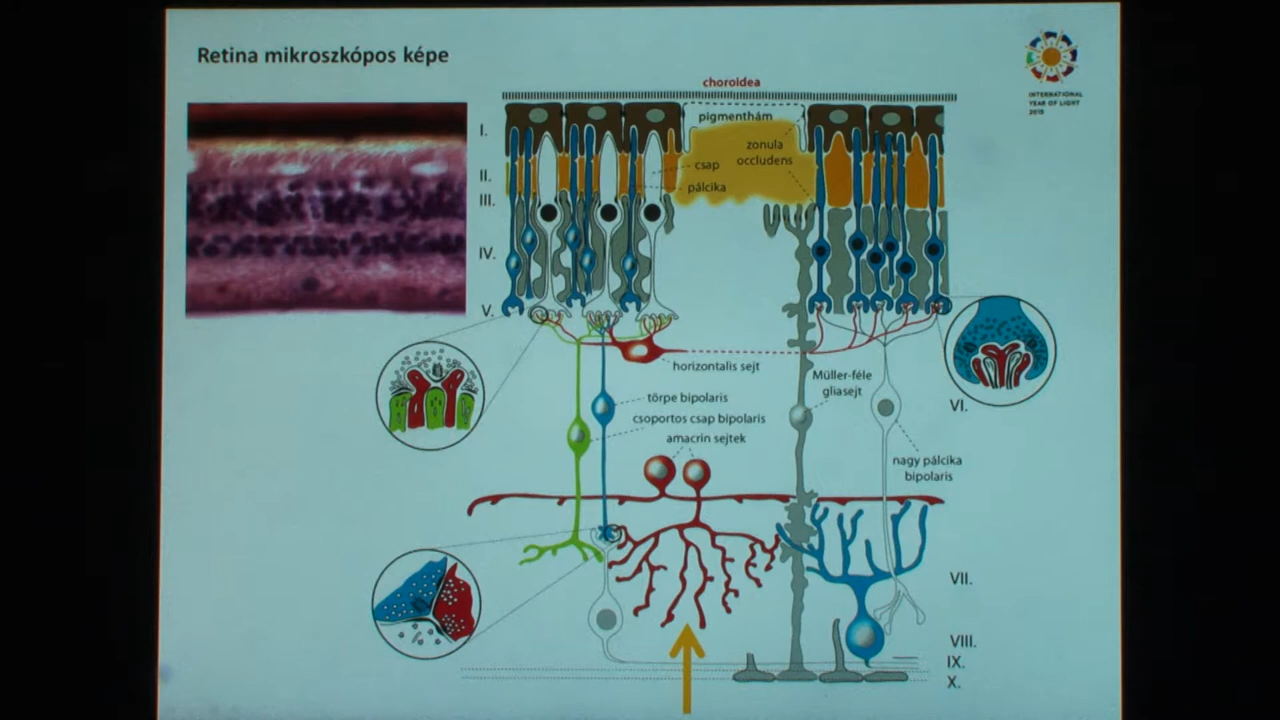 Retina mikroszkópos képe
INTERNATIONAL
YEAR OF LIGHT
2015
choroidea
pigmenthám
zonula
occludens
csap
pálcika
I.
II.
III.
IV.
V.
horizontalis sejt
törpe bipolaris
csoportos csap bipolaris
amacrin sejtek
Müller-féle
gliasejt
nagy pálcika
bipolaris
VI.
VII.
VIII.
IX.
X.